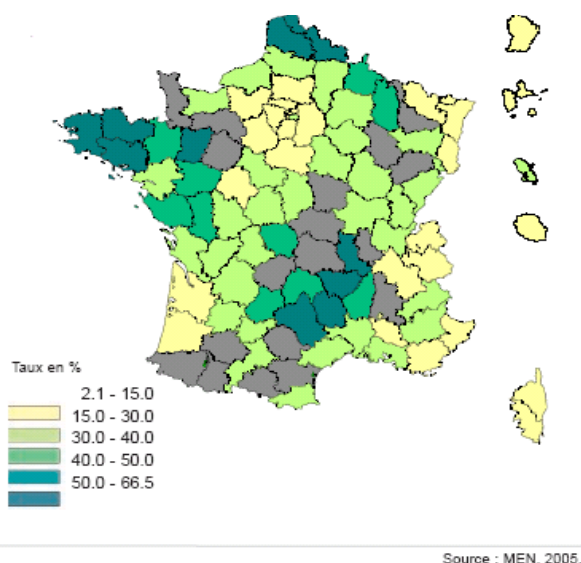 Taux en %
2.1 - 15.0
15.0 - 30.0
30.0 - 40.0
40.0 - 50.0
50.0 - 66.5
Source : MEN, 2005.